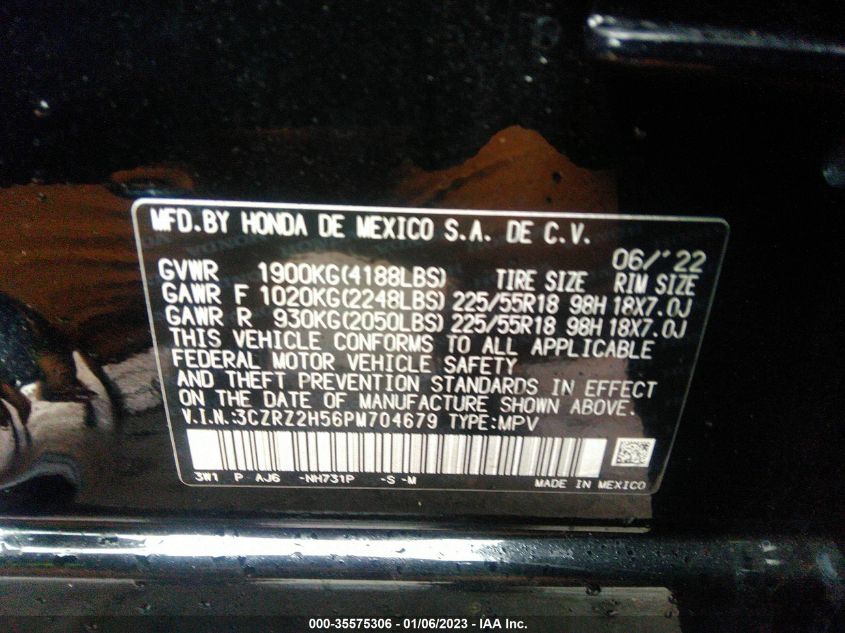 MFD.BY HONDA DE MEXICO S.A. DE C.V.
06/'22
GVWR 1900KG(4188LBS) TIRE SIZE RIM SIZE
GAWR F 1020KG(2248LBS) 225/55R18 98H 18X7.0J
GAWR R 930KG(2050LBS) 225/55R18 98H 18X7.0J
THIS VEHICLE CONFORMS TO ALL APPLICABLE
FEDERAL MOTOR VEHICLE SAFETY
AND THEFT PREVENTION STANDARDS IN EFFECT
ON THE DATE OF MANUFACTURE SHOWN ABOVE.
V.I.N.:3CZRZ2H56PM704679 TYPE:MPV
3W1 P AJ6 -NH731P -S -M MADE IN MEXICO
000-35575306 - 01/06/2023 - IAA Inc.